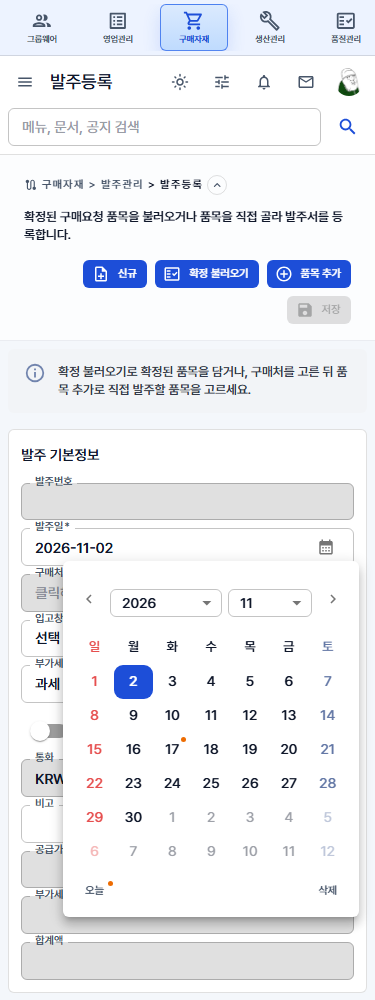 그룹웨어 영업관리 구매자재 생산관리 품질관리
발주등록
메뉴, 문서, 공지 검색
구매자재 > 발주관리 > 발주등록
확정된 구매요청 품목을 불러오거나 품목을 직접 골라 발주서를 등
록합니다.
신규 확정 불러오기 품목 추가
저장
확정 불러오기로 확정된 품목을 담거나, 구매처를 고른 뒤 품
목 추가로 직접 발주할 품목을 고르세요.
발주 기본정보
발주번호
발주일*
2026-11-02
구매처
클릭
2026 11
입고창
선택
일 월 화 수 목 금 토
부가세
과세
1 2 3 4 5 6 7
8 9 10 11 12 13 14
15 16 17 18 19 20 21
통화
KRW
22 23 24 25 26 27 28
비고
29 30 1 2 3 4 5
공급가
6 7 8 9 10 11 12
오늘 삭제
부가세
합계액